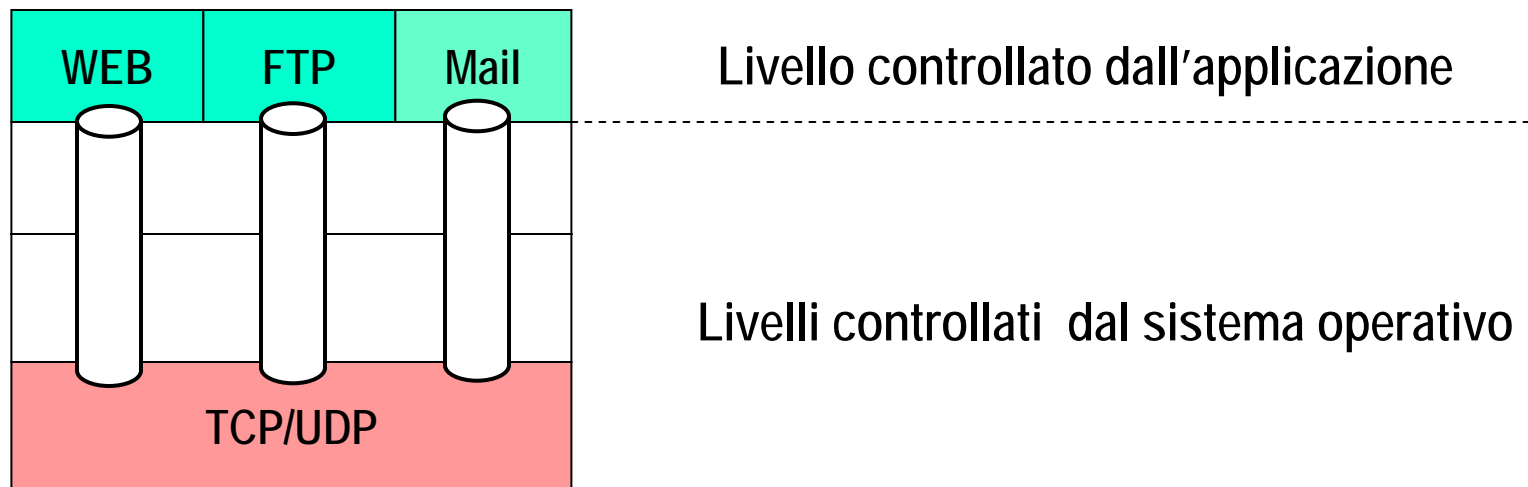 WEB FTP Mail Livello controllato dall'applicazione
Livelli controllati dal sistema operativo
TCP/UDP